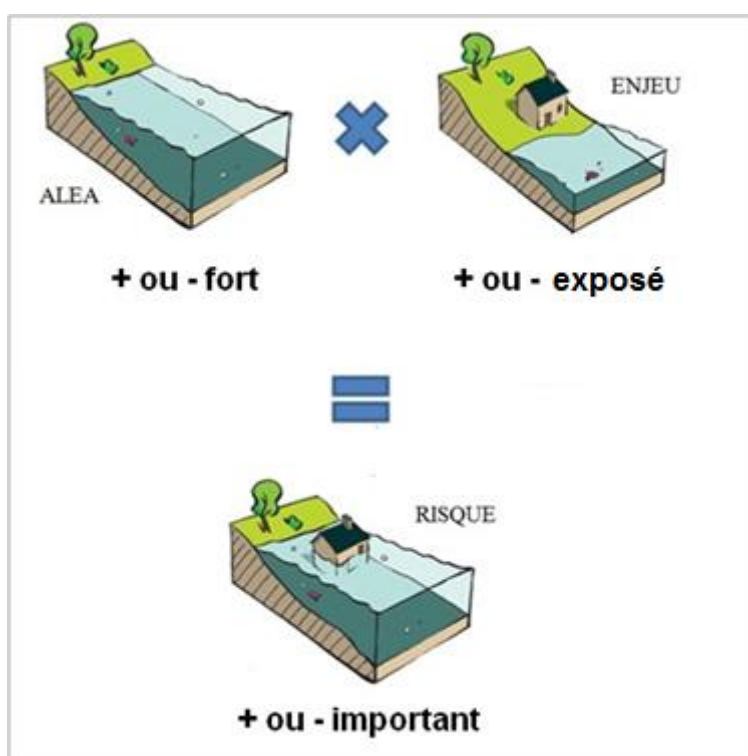 ENJEU
ALEA
+ ou - fort
+ ou - exposé
RISQUE
+ ou - important